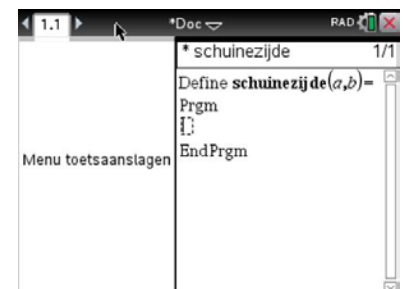 1.1 *Doc RAD
* schuinezijde 1/1
Define schuinezijde(a,b)=
Prgm
EndPrgm
Menu toetsaanslagen